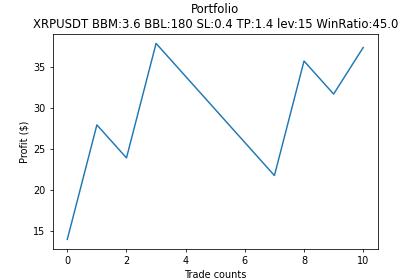 Portfolio
XRPUSDT BBM:3.6 BBL:180 SL:0.4 TP:1.4 lev:15 WinRatio:45.0
Profit ($)
35
30
25
20
15
0 2 4 6 8 10
Trade counts